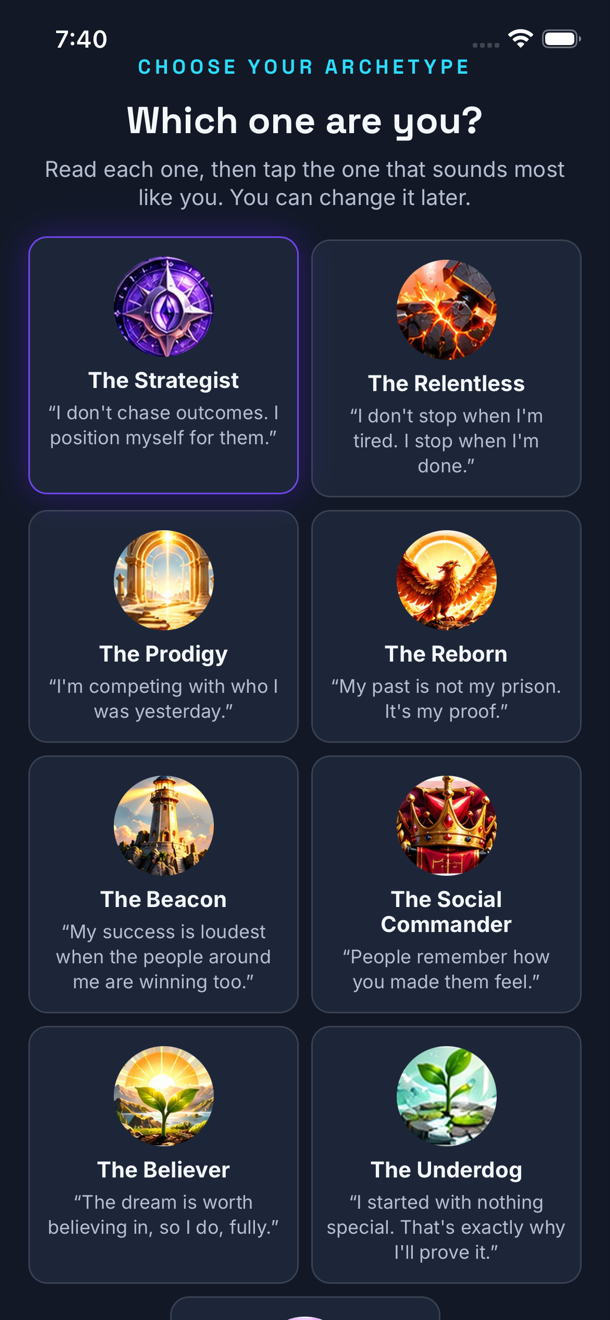 7:40
CHOOSE YOUR ARCHETYPE
Which one are you?
Read each one, then tap the one that sounds most
like you. You can change it later.
The Strategist
“I don't chase outcomes. I
position myself for them.”
The Relentless
“I don't stop when I'm
tired. I stop when I'm
done.”
The Prodigy
“I'm competing with who I
was yesterday.”
The Reborn
“My past is not my prison.
It's my proof.”
The Beacon
“My success is loudest
when the people around
me are winning too.”
The Social
Commander
“People remember how
you made them feel.”
The Believer
“The dream is worth
believing in, so I do, fully.”
The Underdog
“I started with nothing
special. That's exactly why
I'll prove it.”